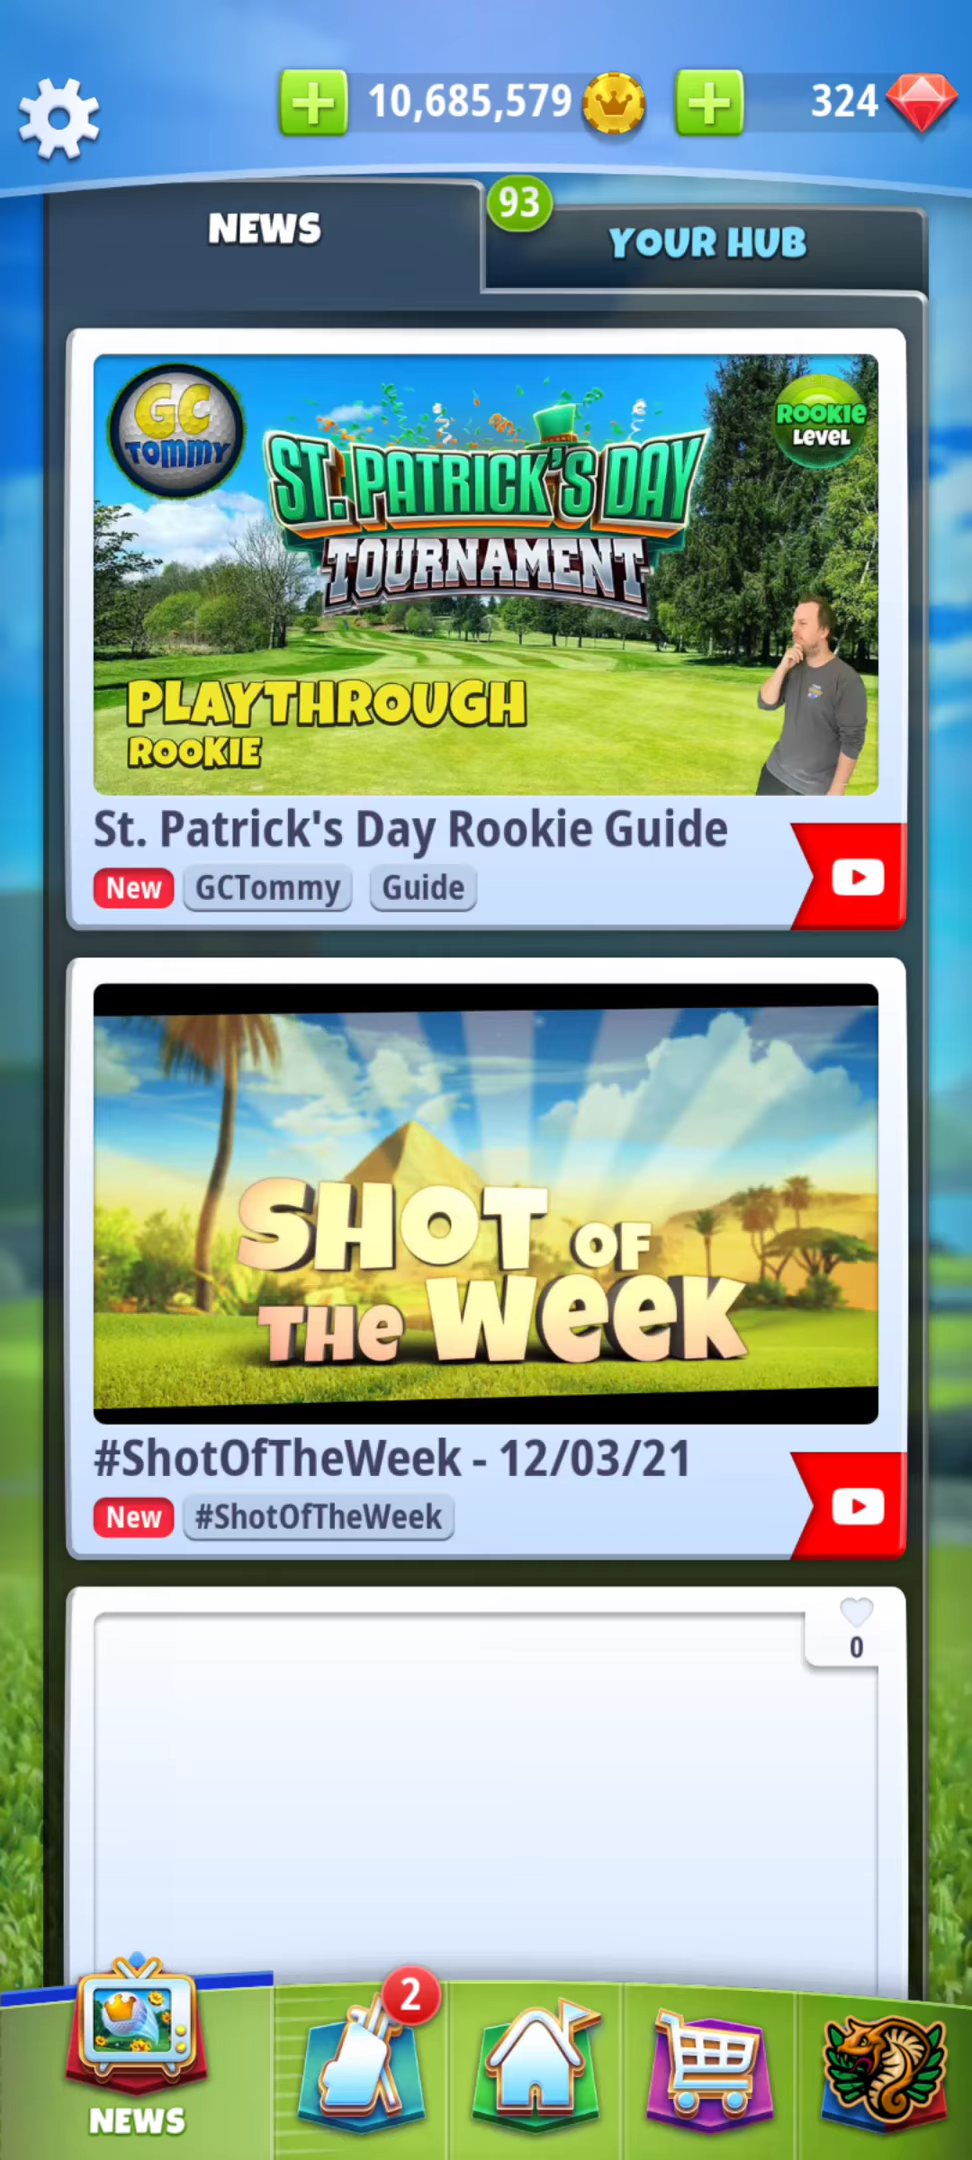 10,685,579
324
NEWS
93
YOUR HUB
GC
TOMMY
ROOKIE
LEVEL
ST. PATRICK'S DAY
TOURNAMENT
PLAYTHROUGH
ROOKIE
St. Patrick's Day Rookie Guide
New GCTommy Guide
SHOT OF
THE WEEK
#ShotOfTheWeek - 12/03/21
New #ShotOfTheWeek
0
2
NEWS